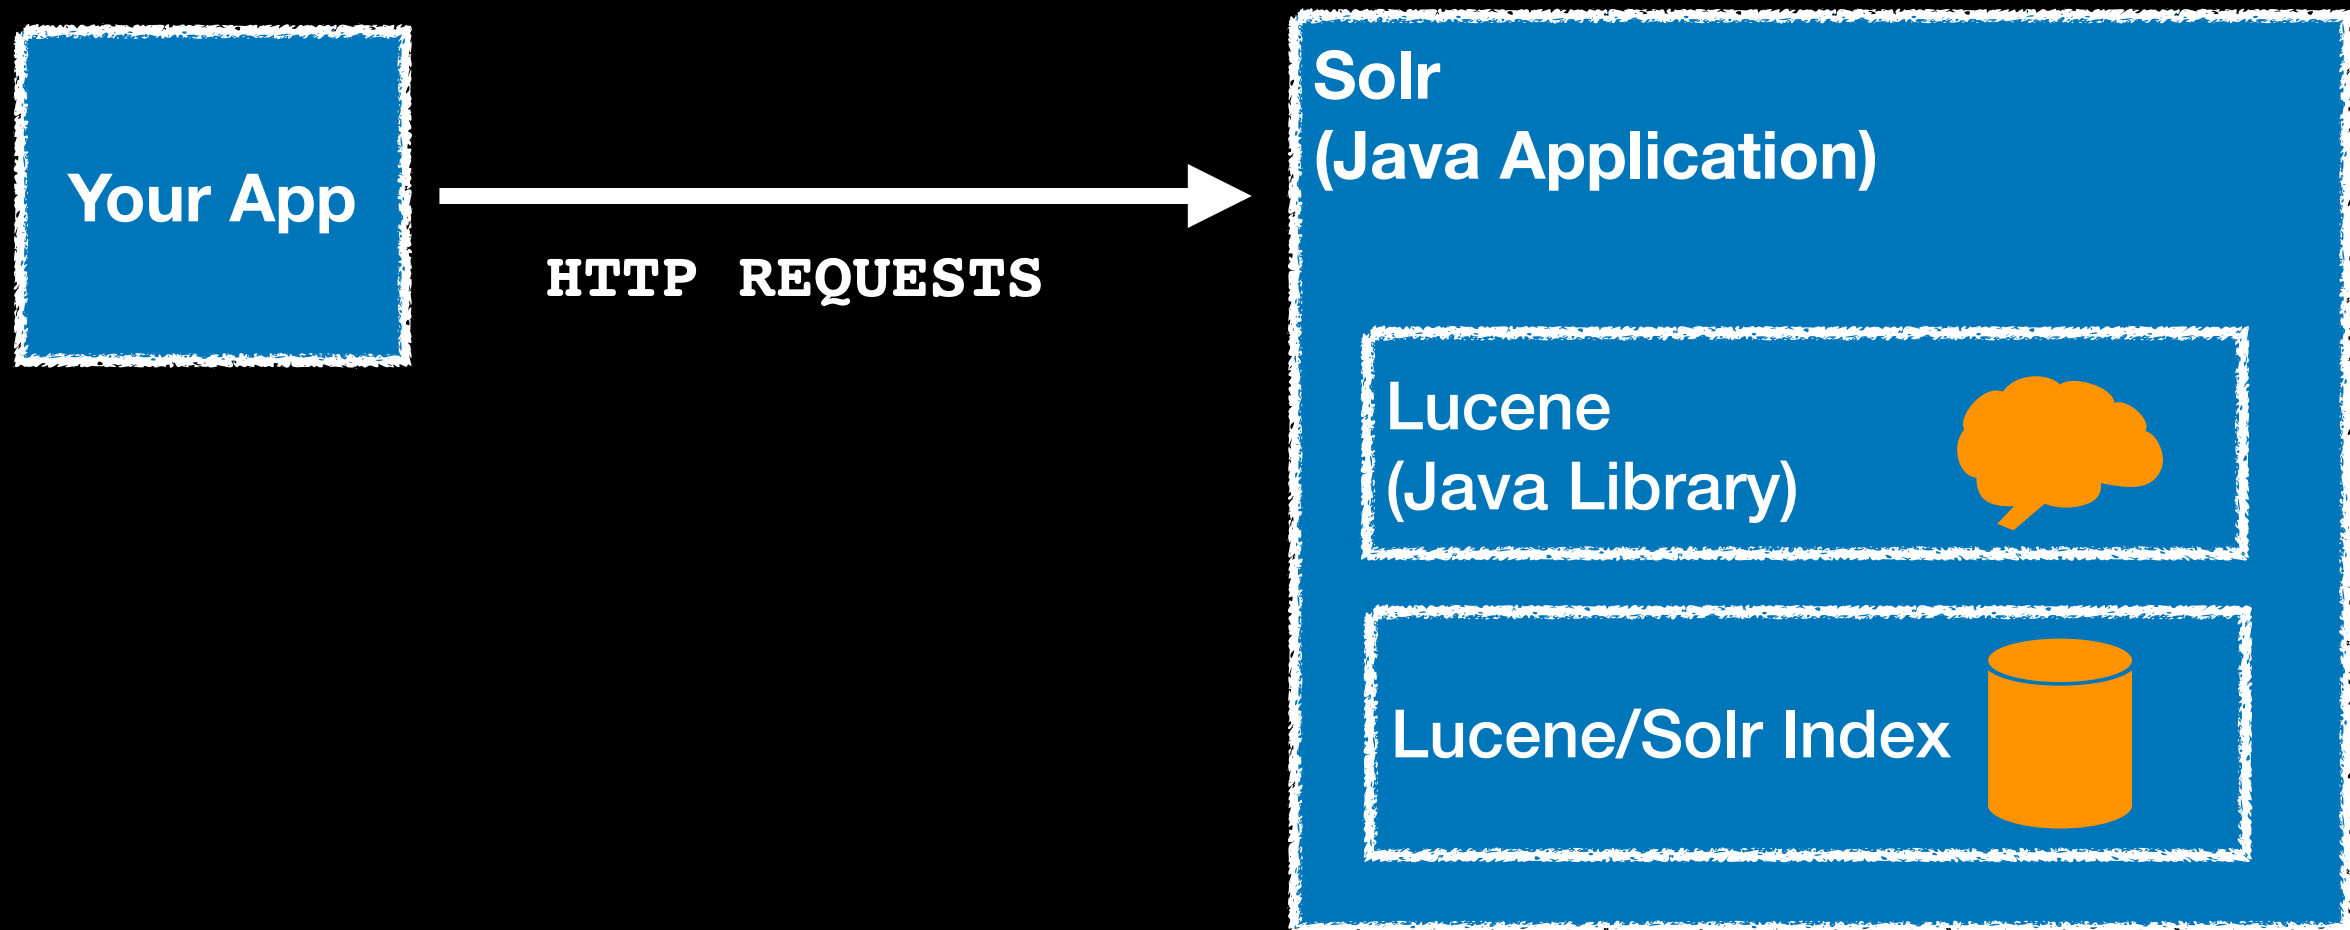 Your App
HTTP REQUESTS
Solr
(Java Application)
Lucene
(Java Library)
Lucene/Solr Index